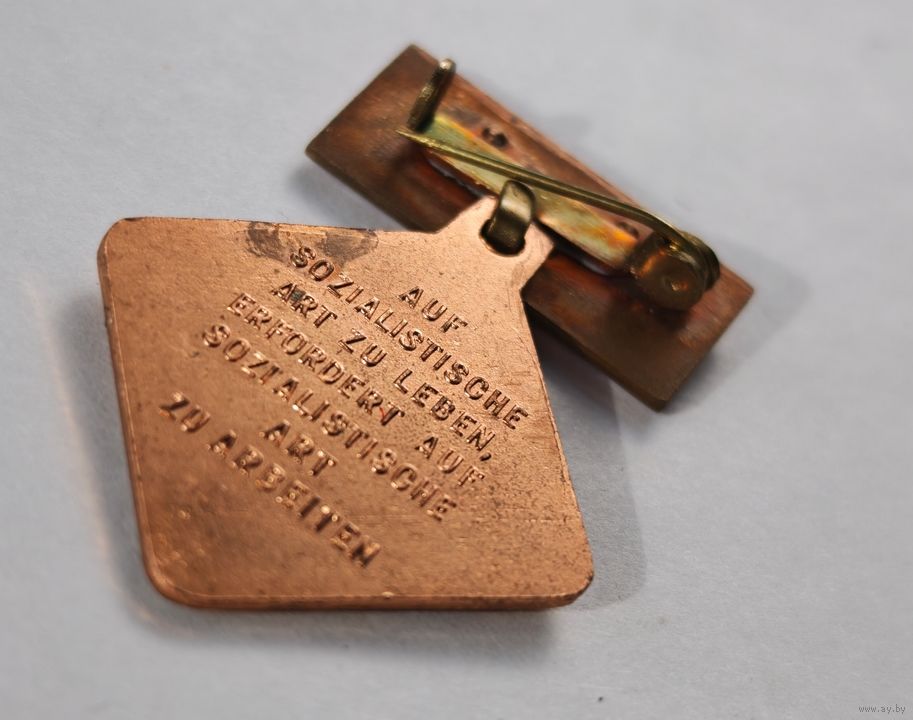 AUF
SOZIALISTISCHE
ART ZU LEBEN,
ERFORDERT AUF
SOZIALISTISCHE
ART
ZU ARBEITEN
www.ay.by